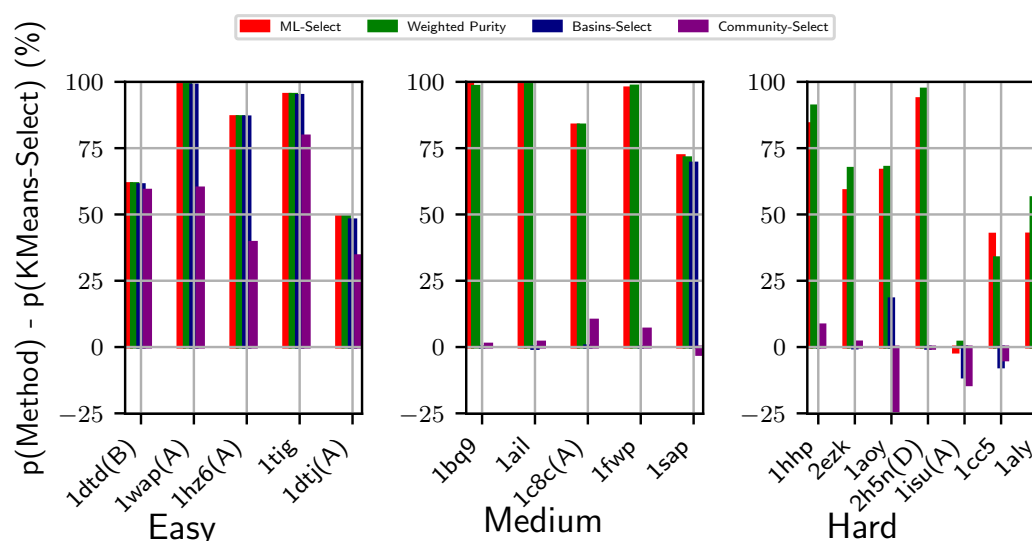 ML-Select Weighted Purity Basins-Select Community-Select
p(Method) - p(KMeans-Select) (%)
100
75
50
25
0
−25
1dtd(B) 1wap(A) 1hz6(A) 1tig 1dtj(A)
Easy
100
75
50
25
0
−25
1bq9 1ail 1c8c(A) 1fwp 1sap
Medium
100
75
50
25
0
−25
1hhp 2ezk 1aoy 2h5n(D) 1isu(A) 1cc5 1aly
Hard